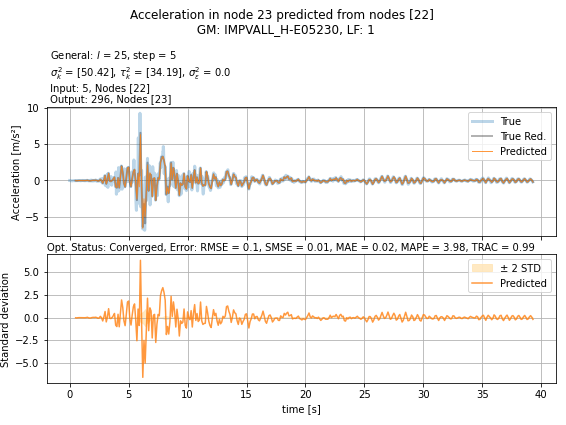 Acceleration in node 23 predicted from nodes [22]
GM: IMPVALL_H-E05230, LF: 1
General: l = 25, step = 5
σ²ₖ = [50.42], τ²ₖ = [34.19], σ²ε = 0.0
Input: 5, Nodes [22]
Output: 296, Nodes [23]
10
5
0
−5
Acceleration [m/s²]
True
True Red.
Predicted
Opt. Status: Converged, Error: RMSE = 0.1, SMSE = 0.01, MAE = 0.02, MAPE = 3.98, TRAC = 0.99
5.0
2.5
0.0
−2.5
−5.0
Standard deviation
± 2 STD
Predicted
0 5 10 15 20 25 30 35 40
time [s]